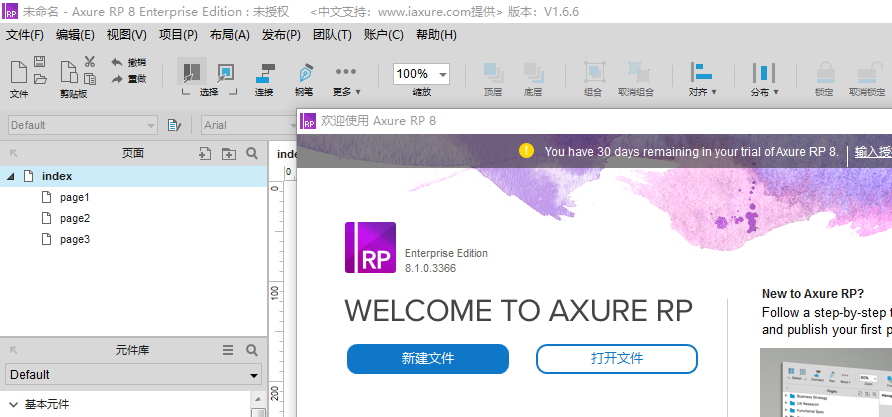 RP 未命名 - Axure RP 8 Enterprise Edition : 未授权 <中文支持：www.iaxure.com提供> 版本：V1.6.6
文件(F) 编辑(E) 视图(V) 项目(P) 布局(A) 发布(P) 团队(T) 账户(C) 帮助(H)
撤销
重做
100%
文件 剪贴板 选择 连接 钢笔 更多 缩放 顶层 底层 组合 取消组合 对齐 分布 锁定 取消锁定
Default Arial
RP 欢迎使用 Axure RP 8
页面
You have 30 days remaining in your trial of Axure RP 8.
index
page1
page2
page3
0
0
100
200
RP
Enterprise Edition
8.1.0.3366
WELCOME TO AXURE RP
新建文件 打开文件
New to Axure RP?
Follow a step-by-step
and publish your first
元件库
Default
基本元件